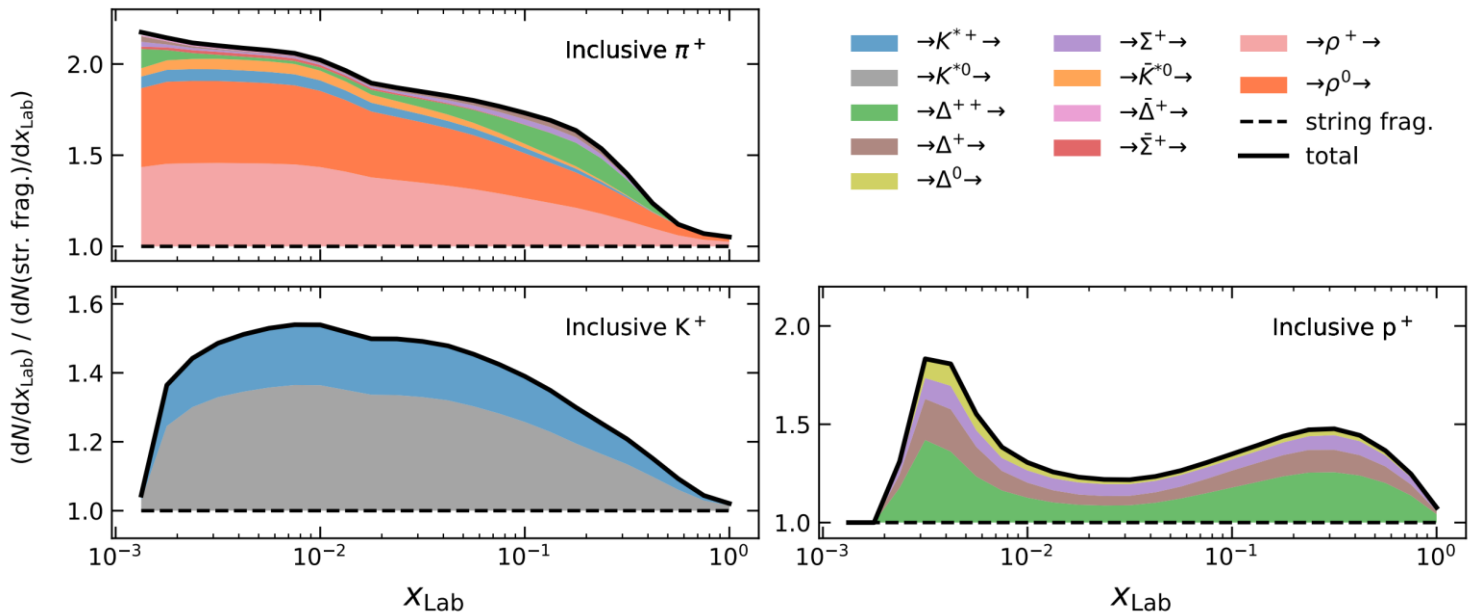 (dN/dx_Lab) / (dN(str. frag.)/dx_Lab)
Inclusive π⁺
2.0
1.5
1.0
→K*⁺→
→K*⁰→
→Δ⁺⁺→
→Δ⁺→
→Δ⁰→
→Σ⁺→
→K̄*⁰→
→Δ̄⁺→
→Σ̄⁺→
→ρ⁺→
→ρ⁰→
string frag.
total
Inclusive K⁺
1.6
1.4
1.2
1.0
10⁻³ 10⁻² 10⁻¹ 10⁰
x_Lab
Inclusive p⁺
2.0
1.5
1.0
10⁻³ 10⁻² 10⁻¹ 10⁰
x_Lab